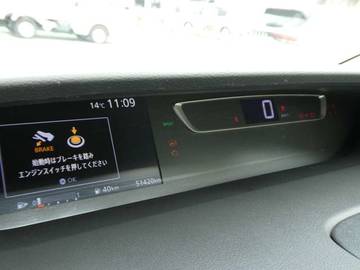 14℃ 11:09
BRAKE
始動時はブレーキを踏み
エンジンスイッチを押してください
OK
40km
51420km
0